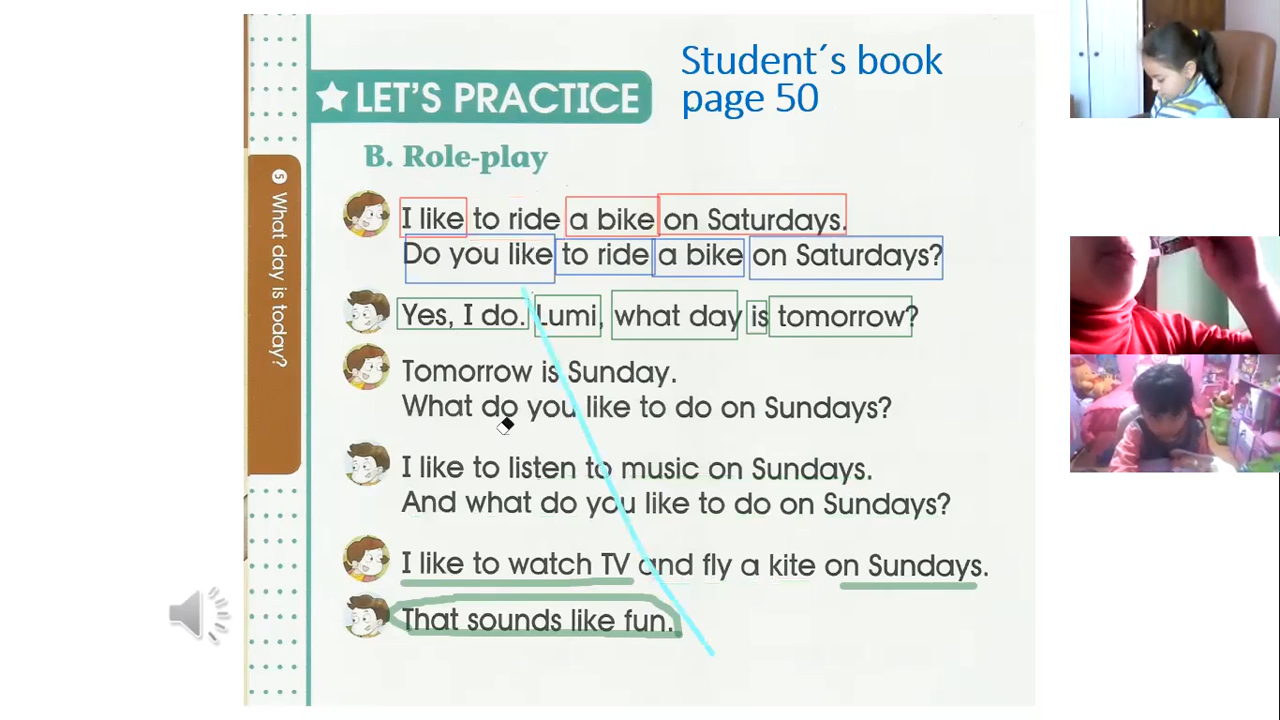 Student´s book
page 50
LET'S PRACTICE
B. Role-play
5 What day is today?
I like to ride a bike on Saturdays.
Do you like to ride a bike on Saturdays?
Yes, I do. Lumi, what day is tomorrow?
Tomorrow is Sunday.
What do you like to do on Sundays?
I like to listen to music on Sundays.
And what do you like to do on Sundays?
I like to watch TV and fly a kite on Sundays.
That sounds like fun.